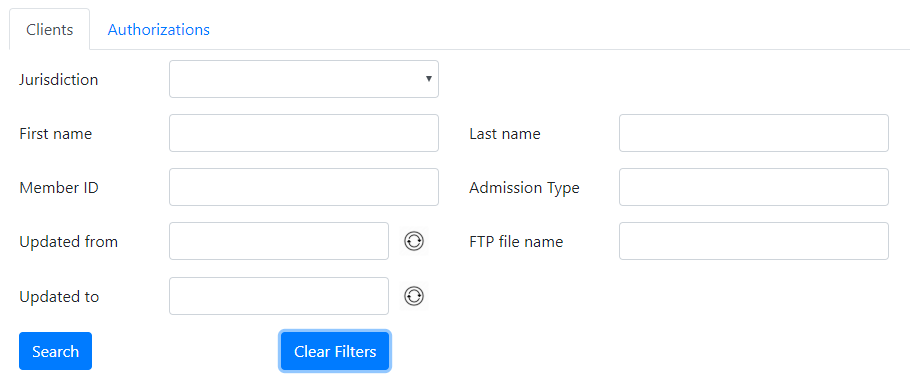 Clients Authorizations
Jurisdiction
First name Last name
Member ID Admission Type
Updated from FTP file name
Updated to
Search Clear Filters